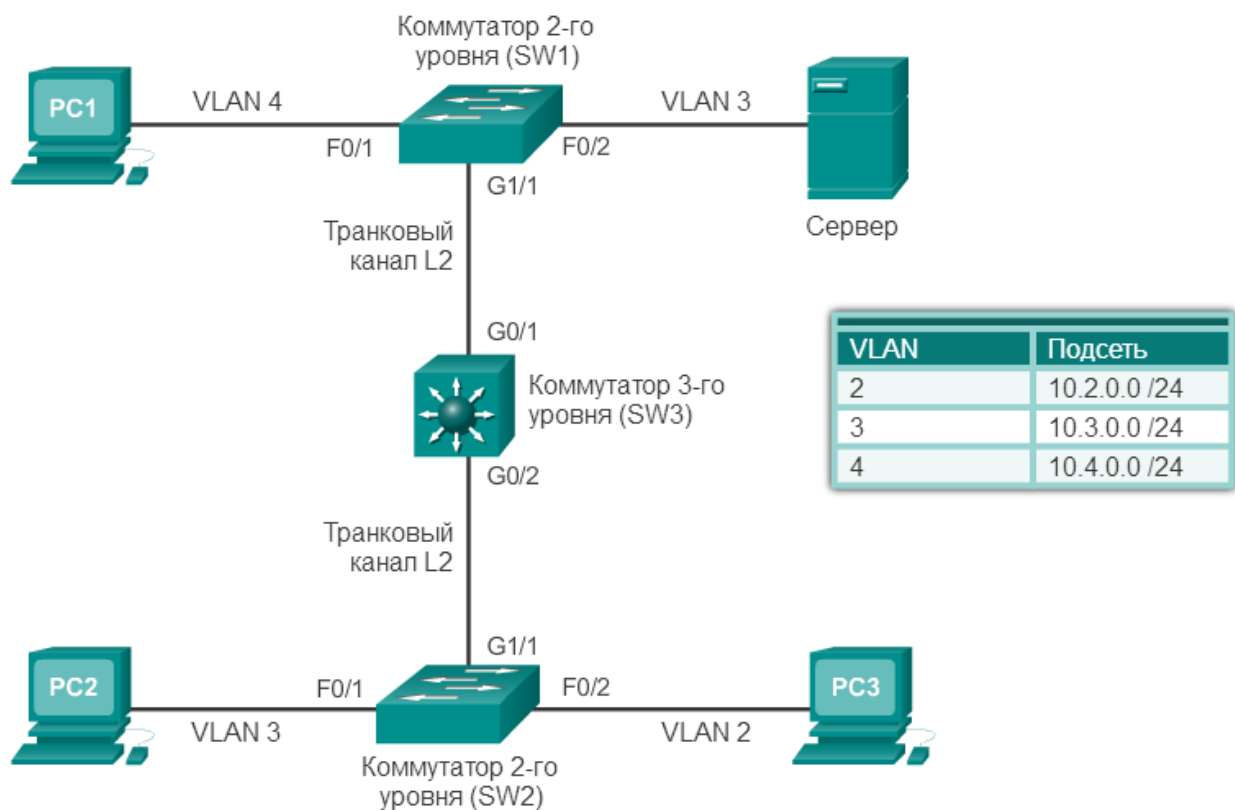 Коммутатор 2-го
уровня (SW1)
PC1
VLAN 4
VLAN 3
F0/1
F0/2
G1/1
Сервер
Транковый
канал L2
G0/1
Коммутатор 3-го
уровня (SW3)
G0/2
VLAN Подсеть
2 10.2.0.0 /24
3 10.3.0.0 /24
4 10.4.0.0 /24
Транковый
канал L2
G1/1
PC2
F0/1
F0/2
PC3
VLAN 3
VLAN 2
Коммутатор 2-го
уровня (SW2)